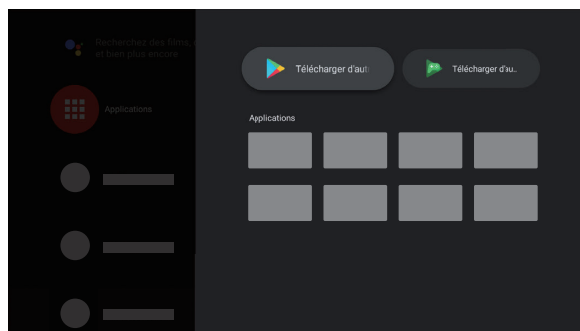 Recherchez des films,
et bien plus encore
Télécharger d'aut
Télécharger d'au..
Applications
Applications